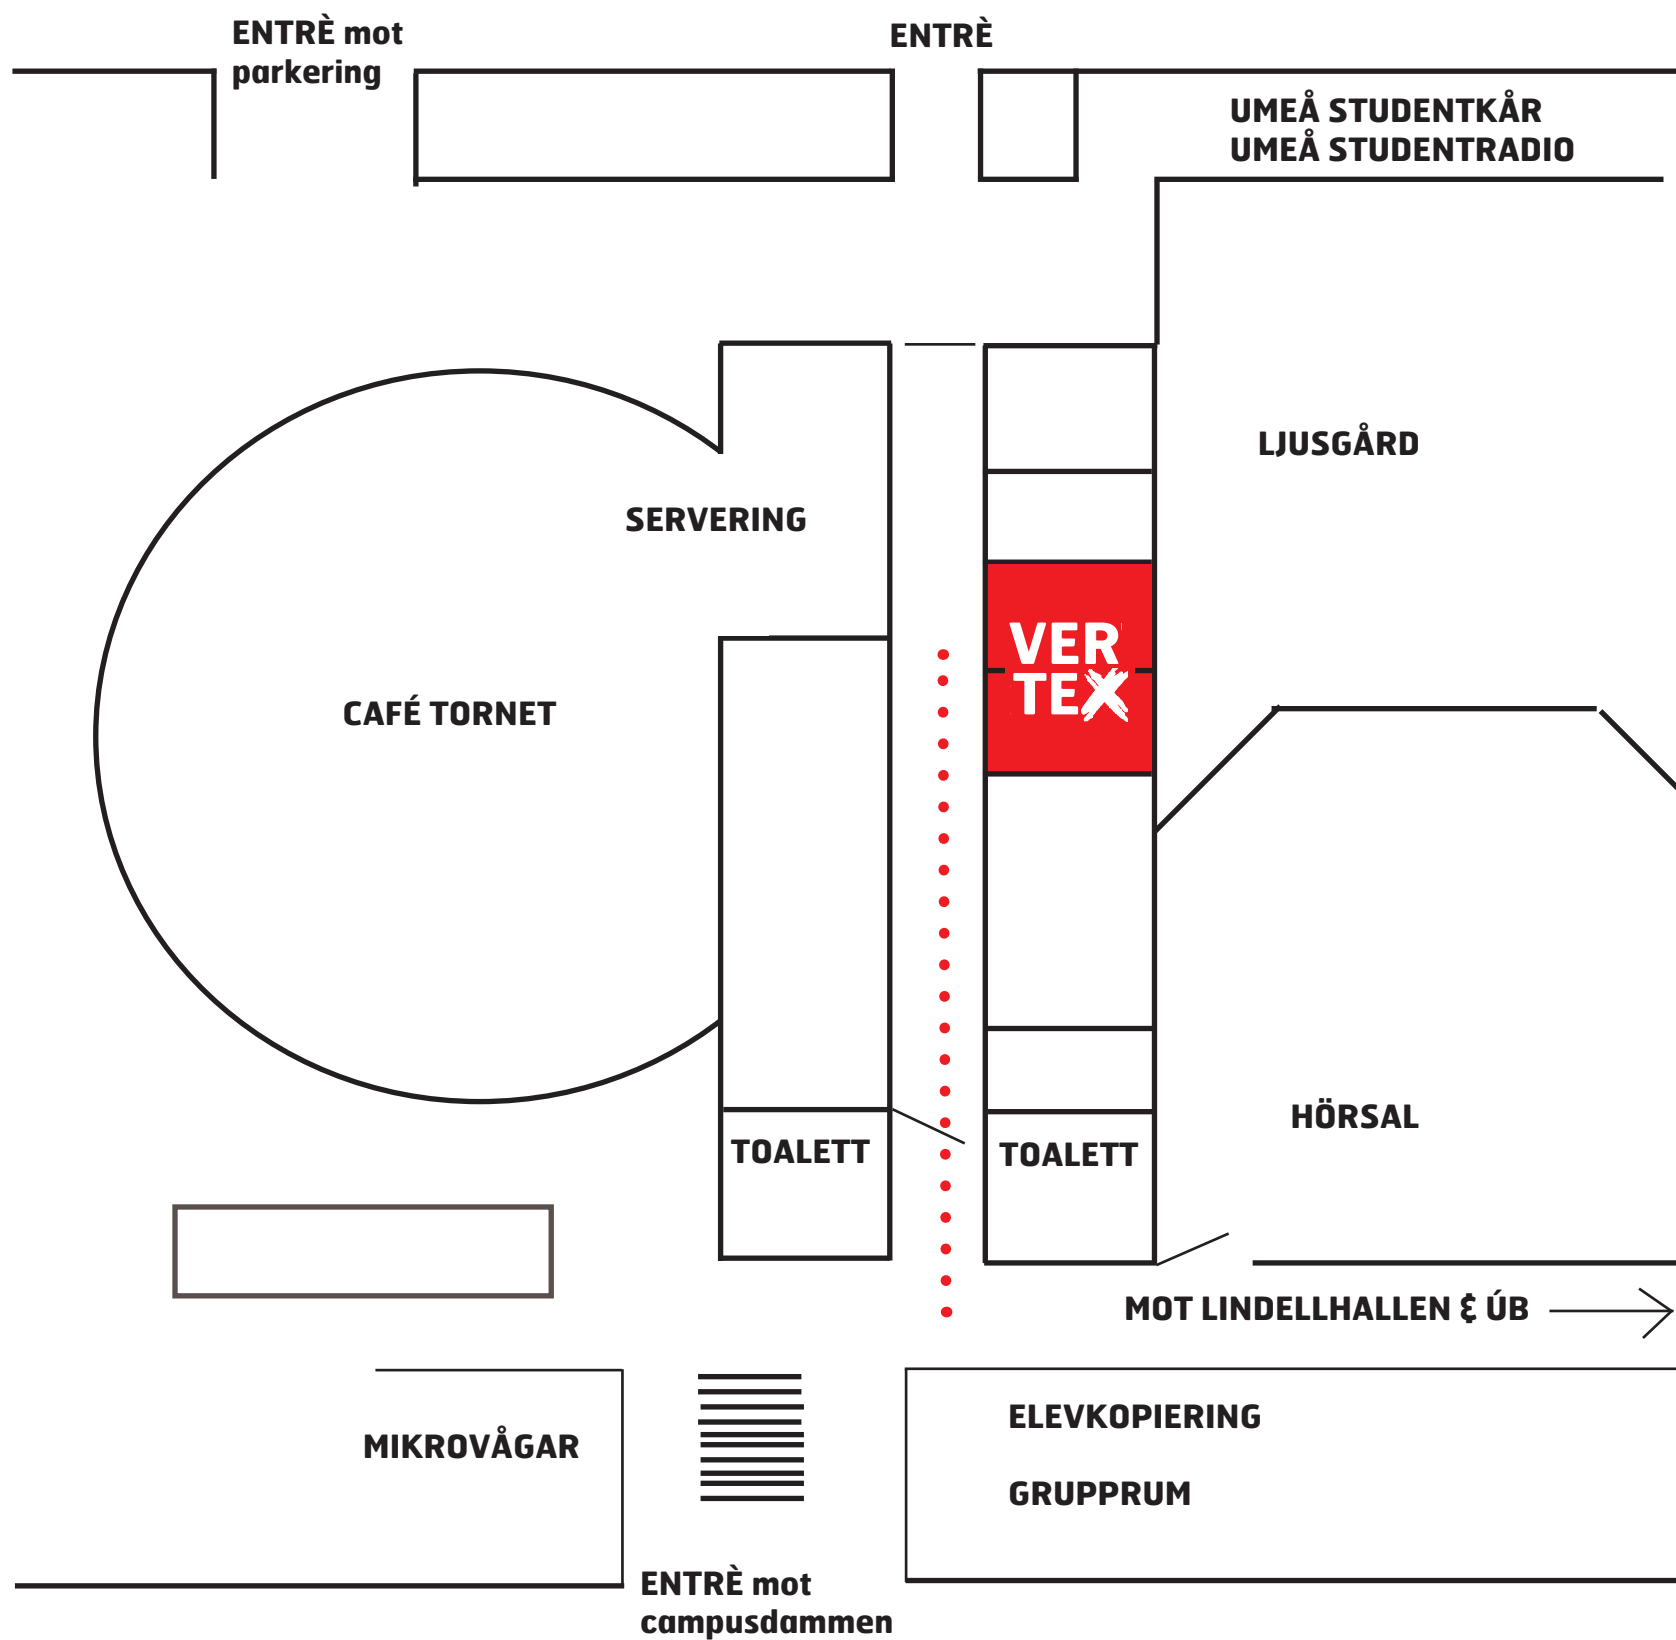 ENTRÈ mot
parkering
ENTRÈ
UMEÅ STUDENTKÅR
UMEÅ STUDENTRADIO
LJUSGÅRD
SERVERING
VER
TEX
CAFÉ TORNET
HÖRSAL
TOALETT
TOALETT
MOT LINDELLHALLEN & ÚB
ELEVKOPIERING
MIKROVÅGAR
GRUPPRUM
ENTRÈ mot
campusdammen